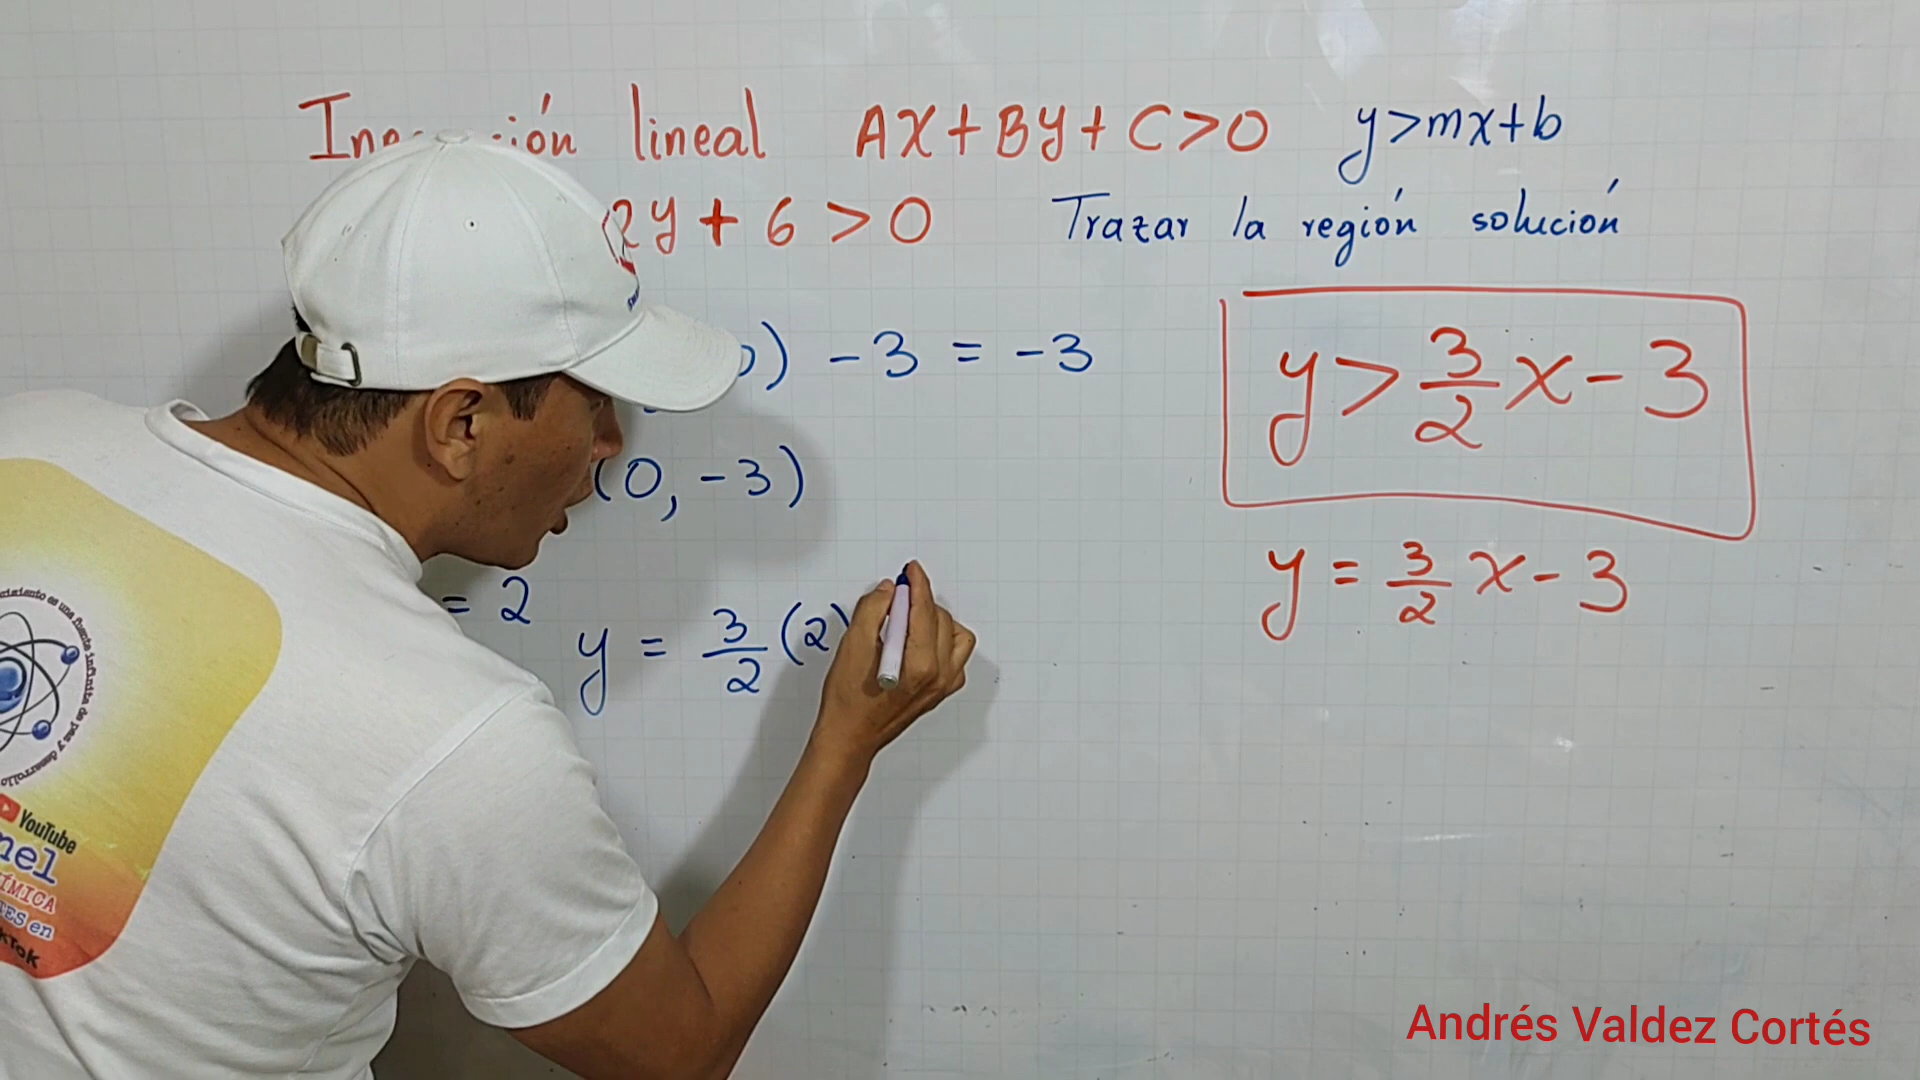 lineal AX+BY+C>0 y>mx+b
2y + 6 > 0 Trazar la región solución
) - 3 = -3
y > 3/2 x - 3
(0, -3)
= 2
y = 3/2 (2)
y = 3/2 x - 3
YouTube
Andrés Valdez Cortés